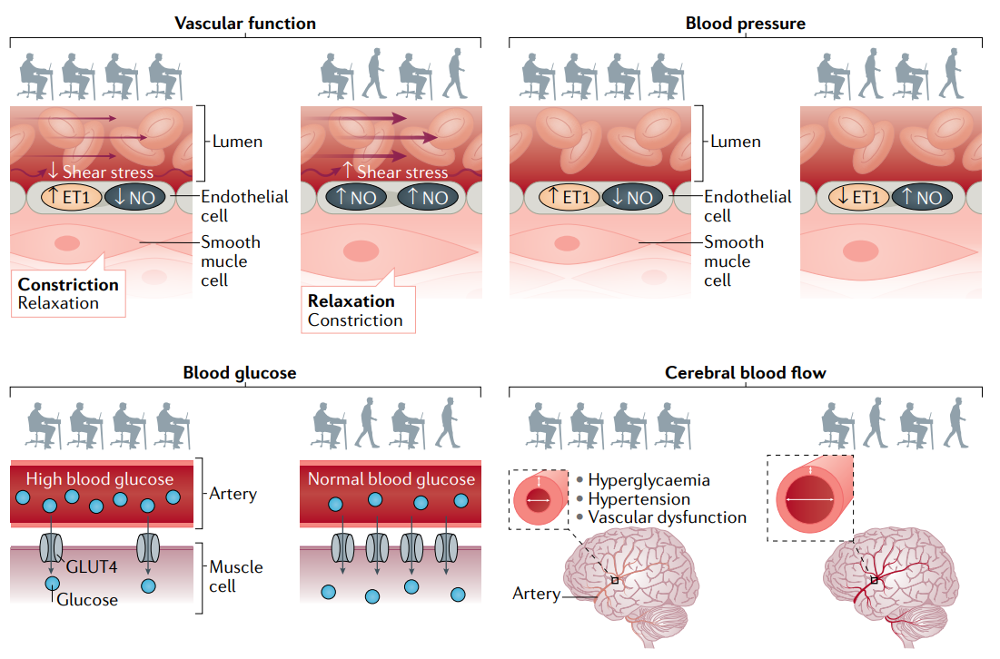 Vascular function
Lumen
↓ Shear stress
↑ ET1
↓ NO
Endothelial
cell
Smooth
mucle
cell
Constriction
Relaxation
↑ Shear stress
↑ NO
↑ NO
Relaxation
Constriction
Blood pressure
Lumen
↑ ET1
↓ NO
Endothelial
cell
Smooth
mucle
cell
↓ ET1
↑ NO
Blood glucose
High blood glucose
Artery
GLUT4
Glucose
Muscle
cell
Normal blood glucose
Cerebral blood flow
• Hyperglycaemia
• Hypertension
• Vascular dysfunction
Artery